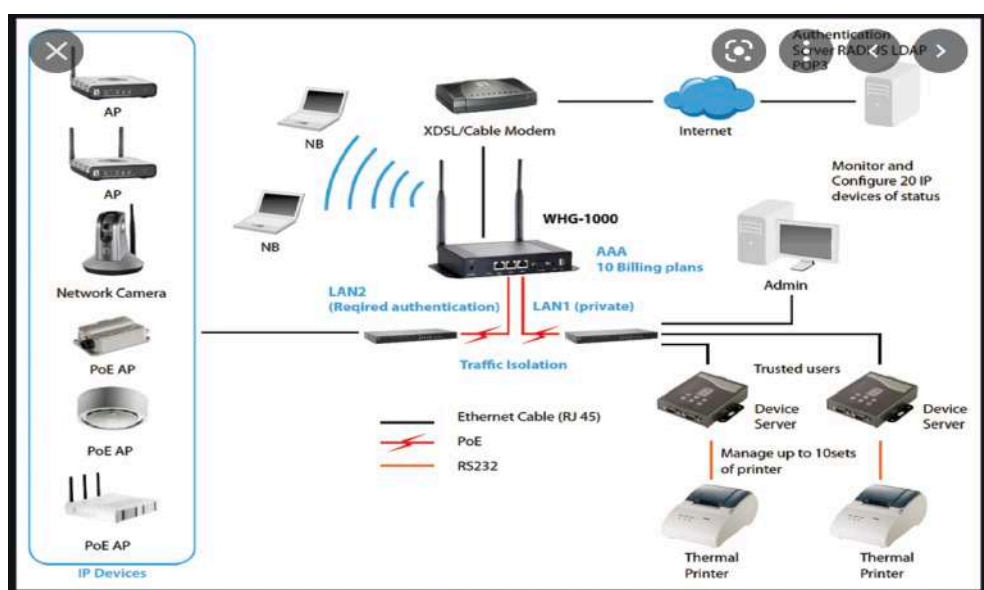 AP
AP
Network Camera
PoE AP
PoE AP
PoE AP
IP Devices
NB
NB
XDSL/Cable Modem
Internet
Authentication
Server RADIUS LDAP
POP3
WHG-1000
AAA
10 Billing plans
Monitor and
Configure 20 IP
devices of status
Admin
LAN2
(Reqired authentication)
LAN1 (private)
Traffic Isolation
Ethernet Cable (RJ 45)
PoE
RS232
Trusted users
Device
Server
Device
Server
Manage up to 10sets
of printer
Thermal
Printer
Thermal
Printer